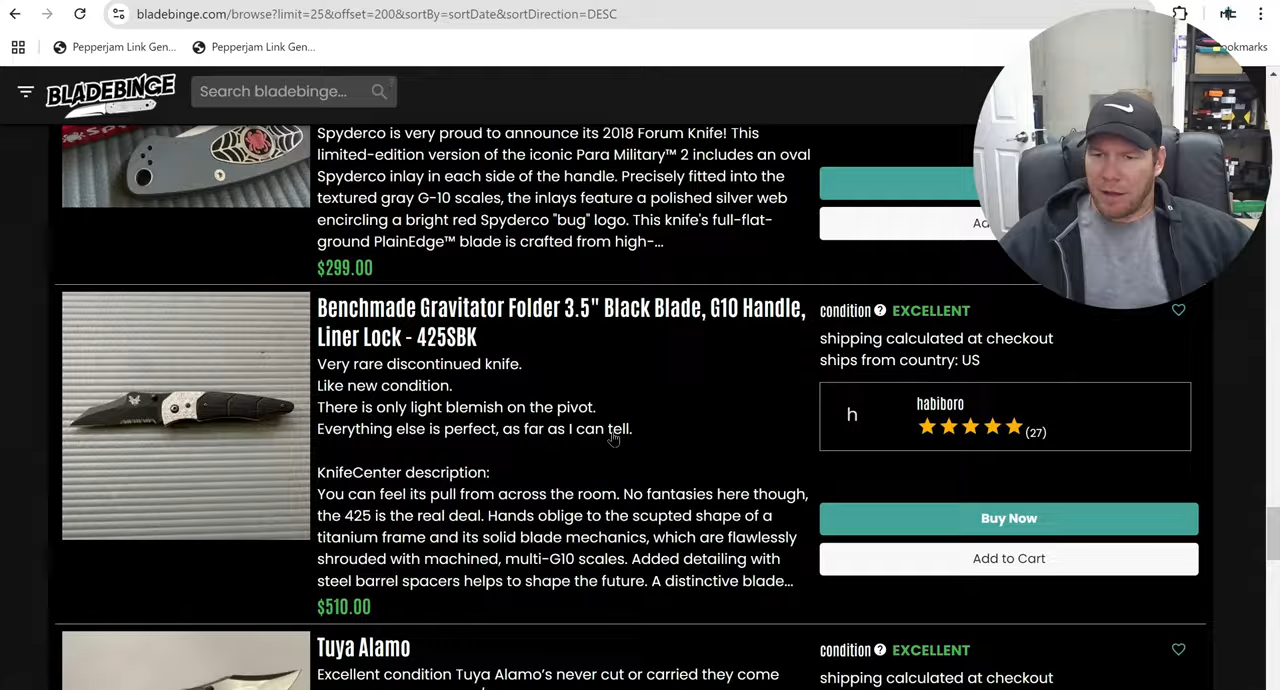 bladebinge.com/browse?limit=25&offset=200&sortBy=sortDate&sortDirection=DESC
Pepperjam Link Gen... Pepperjam Link Gen...
BLADEBINGE
Search bladebinge...
Spyderco is very proud to announce its 2018 Forum Knife! This
limited-edition version of the iconic Para Military™ 2 includes an oval
Spyderco inlay in each side of the handle. Precisely fitted into the
textured gray G-10 scales, the inlays feature a polished silver web
encircling a bright red Spyderco "bug" logo. This knife's full-flat-
ground PlainEdge™ blade is crafted from high-...
$299.00
Benchmade Gravitator Folder 3.5" Black Blade, G10 Handle,
Liner Lock - 425SBK
Very rare discontinued knife.
Like new condition.
There is only light blemish on the pivot.
Everything else is perfect, as far as I can tell.
KnifeCenter description:
You can feel its pull from across the room. No fantasies here though,
the 425 is the real deal. Hands oblige to the scupted shape of a
titanium frame and its solid blade mechanics, which are flawlessly
shrouded with machined, multi-G10 scales. Added detailing with
steel barrel spacers helps to shape the future. A distinctive blade...
$510.00
condition ? EXCELLENT
shipping calculated at checkout
ships from country: US
h
habiboro
(27)
Buy Now
Add to Cart
Tuya Alamo
Excellent condition Tuya Alamo's never cut or carried they come
condition ? EXCELLENT
shipping calculated at checkout